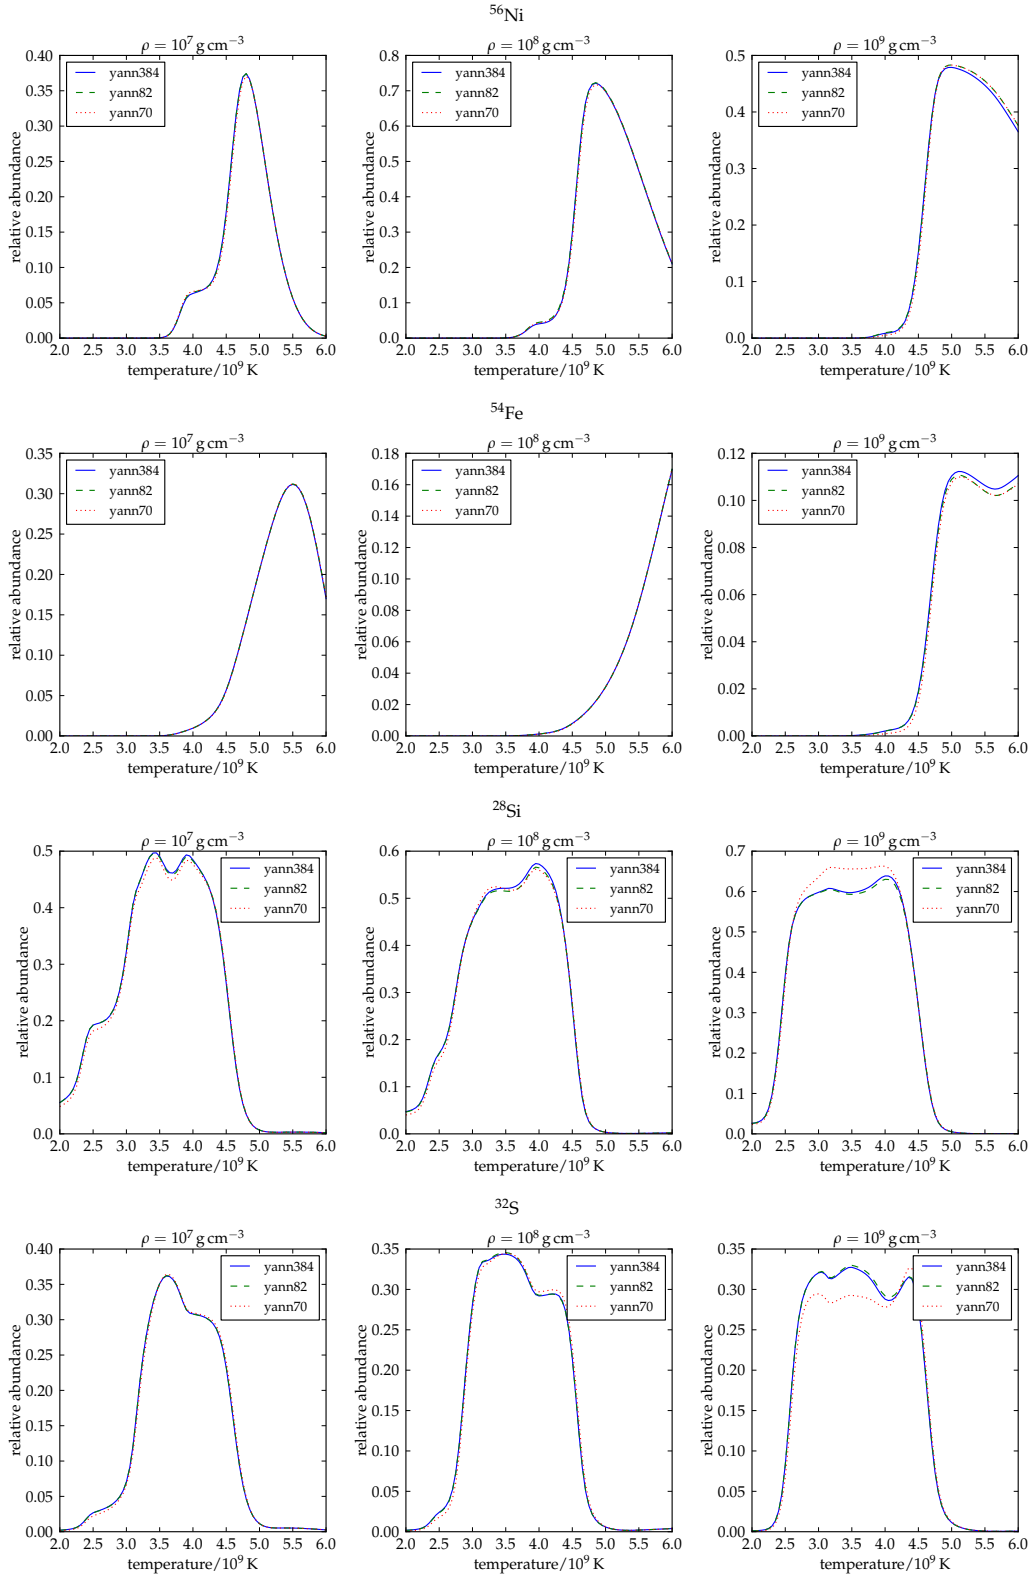 ⁵⁶Ni
ρ = 10⁷ g cm⁻³
relative abundance
0.40
0.35
0.30
0.25
0.20
0.15
0.10
0.05
0.00
yann384
yann82
yann70
2.0 2.5 3.0 3.5 4.0 4.5 5.0 5.5 6.0
temperature/10⁹ K
ρ = 10⁸ g cm⁻³
relative abundance
0.8
0.7
0.6
0.5
0.4
0.3
0.2
0.1
0.0
yann384
yann82
yann70
2.0 2.5 3.0 3.5 4.0 4.5 5.0 5.5 6.0
temperature/10⁹ K
ρ = 10⁹ g cm⁻³
relative abundance
0.5
0.4
0.3
0.2
0.1
0.0
yann384
yann82
yann70
2.0 2.5 3.0 3.5 4.0 4.5 5.0 5.5 6.0
temperature/10⁹ K
⁵⁴Fe
ρ = 10⁷ g cm⁻³
relative abundance
0.35
0.30
0.25
0.20
0.15
0.10
0.05
0.00
yann384
yann82
yann70
2.0 2.5 3.0 3.5 4.0 4.5 5.0 5.5 6.0
temperature/10⁹ K
ρ = 10⁸ g cm⁻³
relative abundance
0.18
0.16
0.14
0.12
0.10
0.08
0.06
0.04
0.02
0.00
yann384
yann82
yann70
2.0 2.5 3.0 3.5 4.0 4.5 5.0 5.5 6.0
temperature/10⁹ K
ρ = 10⁹ g cm⁻³
relative abundance
0.12
0.10
0.08
0.06
0.04
0.02
0.00
yann384
yann82
yann70
2.0 2.5 3.0 3.5 4.0 4.5 5.0 5.5 6.0
temperature/10⁹ K
²⁸Si
ρ = 10⁷ g cm⁻³
relative abundance
0.5
0.4
0.3
0.2
0.1
0.0
yann384
yann82
yann70
2.0 2.5 3.0 3.5 4.0 4.5 5.0 5.5 6.0
temperature/10⁹ K
ρ = 10⁸ g cm⁻³
relative abundance
0.6
0.5
0.4
0.3
0.2
0.1
0.0
yann384
yann82
yann70
2.0 2.5 3.0 3.5 4.0 4.5 5.0 5.5 6.0
temperature/10⁹ K
ρ = 10⁹ g cm⁻³
relative abundance
0.7
0.6
0.5
0.4
0.3
0.2
0.1
0.0
yann384
yann82
yann70
2.0 2.5 3.0 3.5 4.0 4.5 5.0 5.5 6.0
temperature/10⁹ K
³²S
ρ = 10⁷ g cm⁻³
relative abundance
0.40
0.35
0.30
0.25
0.20
0.15
0.10
0.05
0.00
yann384
yann82
yann70
2.0 2.5 3.0 3.5 4.0 4.5 5.0 5.5 6.0
temperature/10⁹ K
ρ = 10⁸ g cm⁻³
relative abundance
0.35
0.30
0.25
0.20
0.15
0.10
0.05
0.00
yann384
yann82
yann70
2.0 2.5 3.0 3.5 4.0 4.5 5.0 5.5 6.0
temperature/10⁹ K
ρ = 10⁹ g cm⁻³
relative abundance
0.35
0.30
0.25
0.20
0.15
0.10
0.05
0.00
yann384
yann82
yann70
2.0 2.5 3.0 3.5 4.0 4.5 5.0 5.5 6.0
temperature/10⁹ K